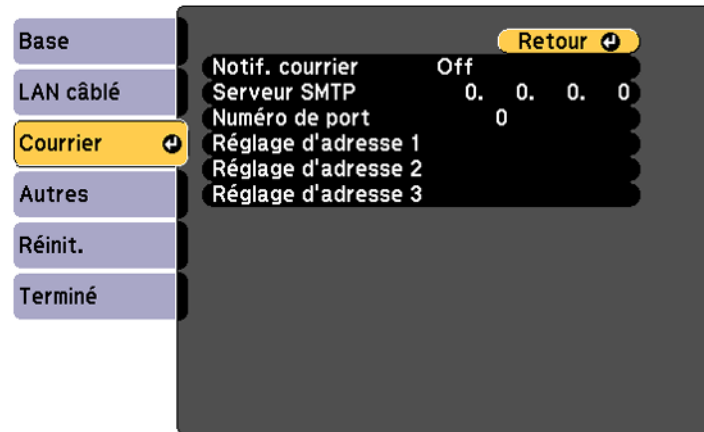 Base
LAN câblé
Courrier
Autres
Réinit.
Terminé
Retour
Notif. courrier Off
Serveur SMTP 0. 0. 0. 0
Numéro de port 0
Réglage d'adresse 1
Réglage d'adresse 2
Réglage d'adresse 3